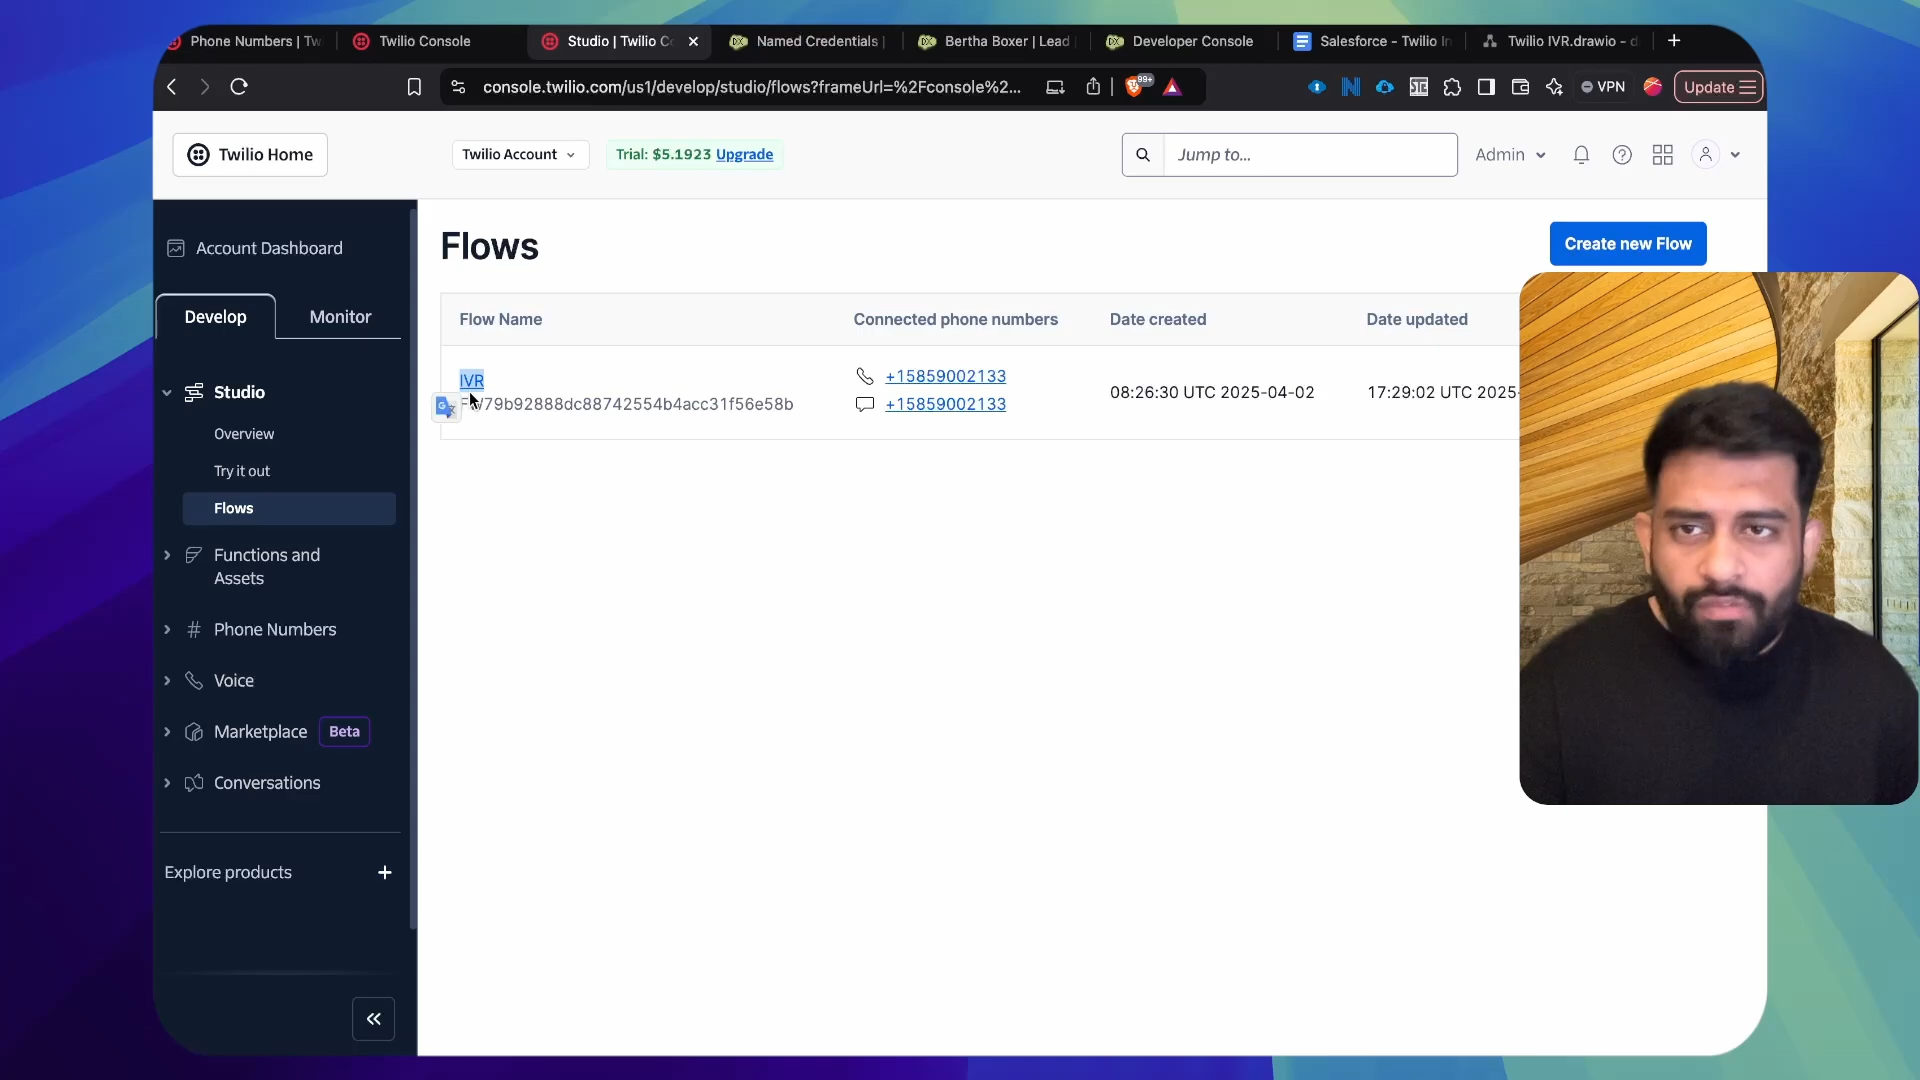 Phone Numbers | Tw
Twilio Console
Studio | Twilio Co
Named Credentials |
Bertha Boxer | Lead
Developer Console
Salesforce - Twilio In
Twilio IVR.drawio - d
console.twilio.com/us1/develop/studio/flows?frameUrl=%2Fconsole%2...
99+
VPN
Update
Twilio Home
Twilio Account
Trial: $5.1923 Upgrade
Jump to...
Admin
Account Dashboard
Develop
Monitor
Studio
Overview
Try it out
Flows
Functions and
Assets
Phone Numbers
Voice
Marketplace Beta
Conversations
Explore products
Flows
Create new Flow
Flow Name
Connected phone numbers
Date created
Date updated
IVR
+15859002133
+15859002133
08:26:30 UTC 2025-04-02
17:29:02 UTC 2025-